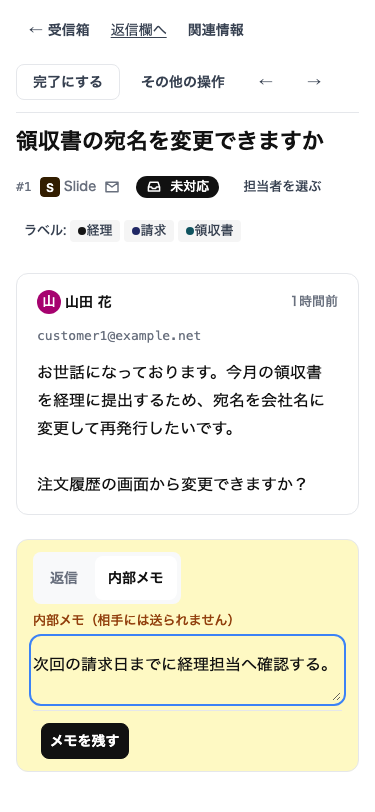 ← 受信箱 返信欄へ 関連情報
完了にする その他の操作 ← →
領収書の宛名を変更できますか
#1 S Slide 未対応 担当者を選ぶ
ラベル: 経理 請求 領収書
山 山田 花 1時間前
customer1@example.net
お世話になっております。今月の領収書
を経理に提出するため、宛名を会社名に
変更して再発行したいです。
注文履歴の画面から変更できますか？
返信 内部メモ
内部メモ（相手には送られません）
次回の請求日までに経理担当へ確認する。
メモを残す